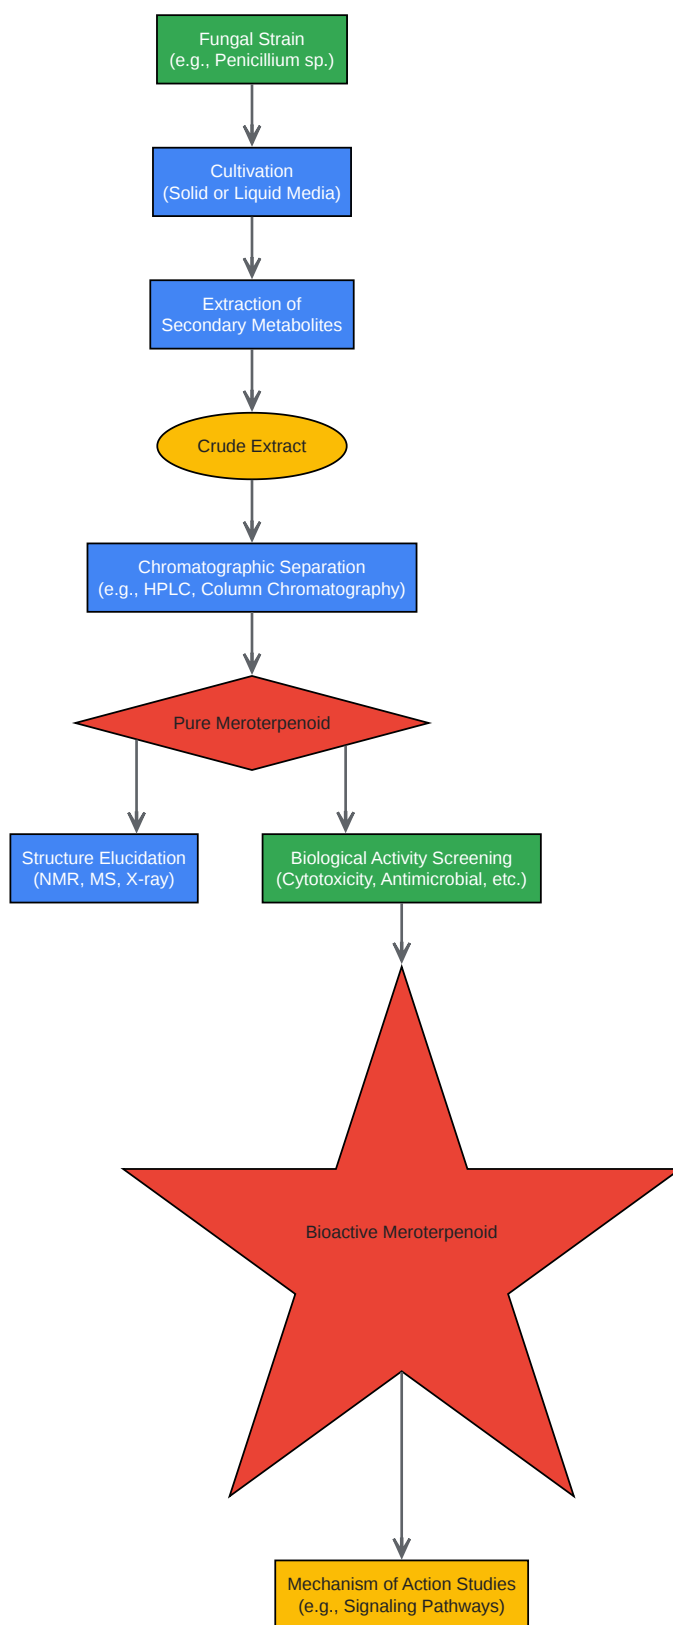 Fungal Strain
(e.g., Penicillium sp.)
Cultivation
(Solid or Liquid Media)
Extraction of
Secondary Metabolites
Crude Extract
Chromatographic Separation
(e.g., HPLC, Column Chromatography)
Pure Meroterpenoid
Structure Elucidation
(NMR, MS, X-ray)
Biological Activity Screening
(Cytotoxicity, Antimicrobial, etc.)
Bioactive Meroterpenoid
Mechanism of Action Studies
(e.g., Signaling Pathways)